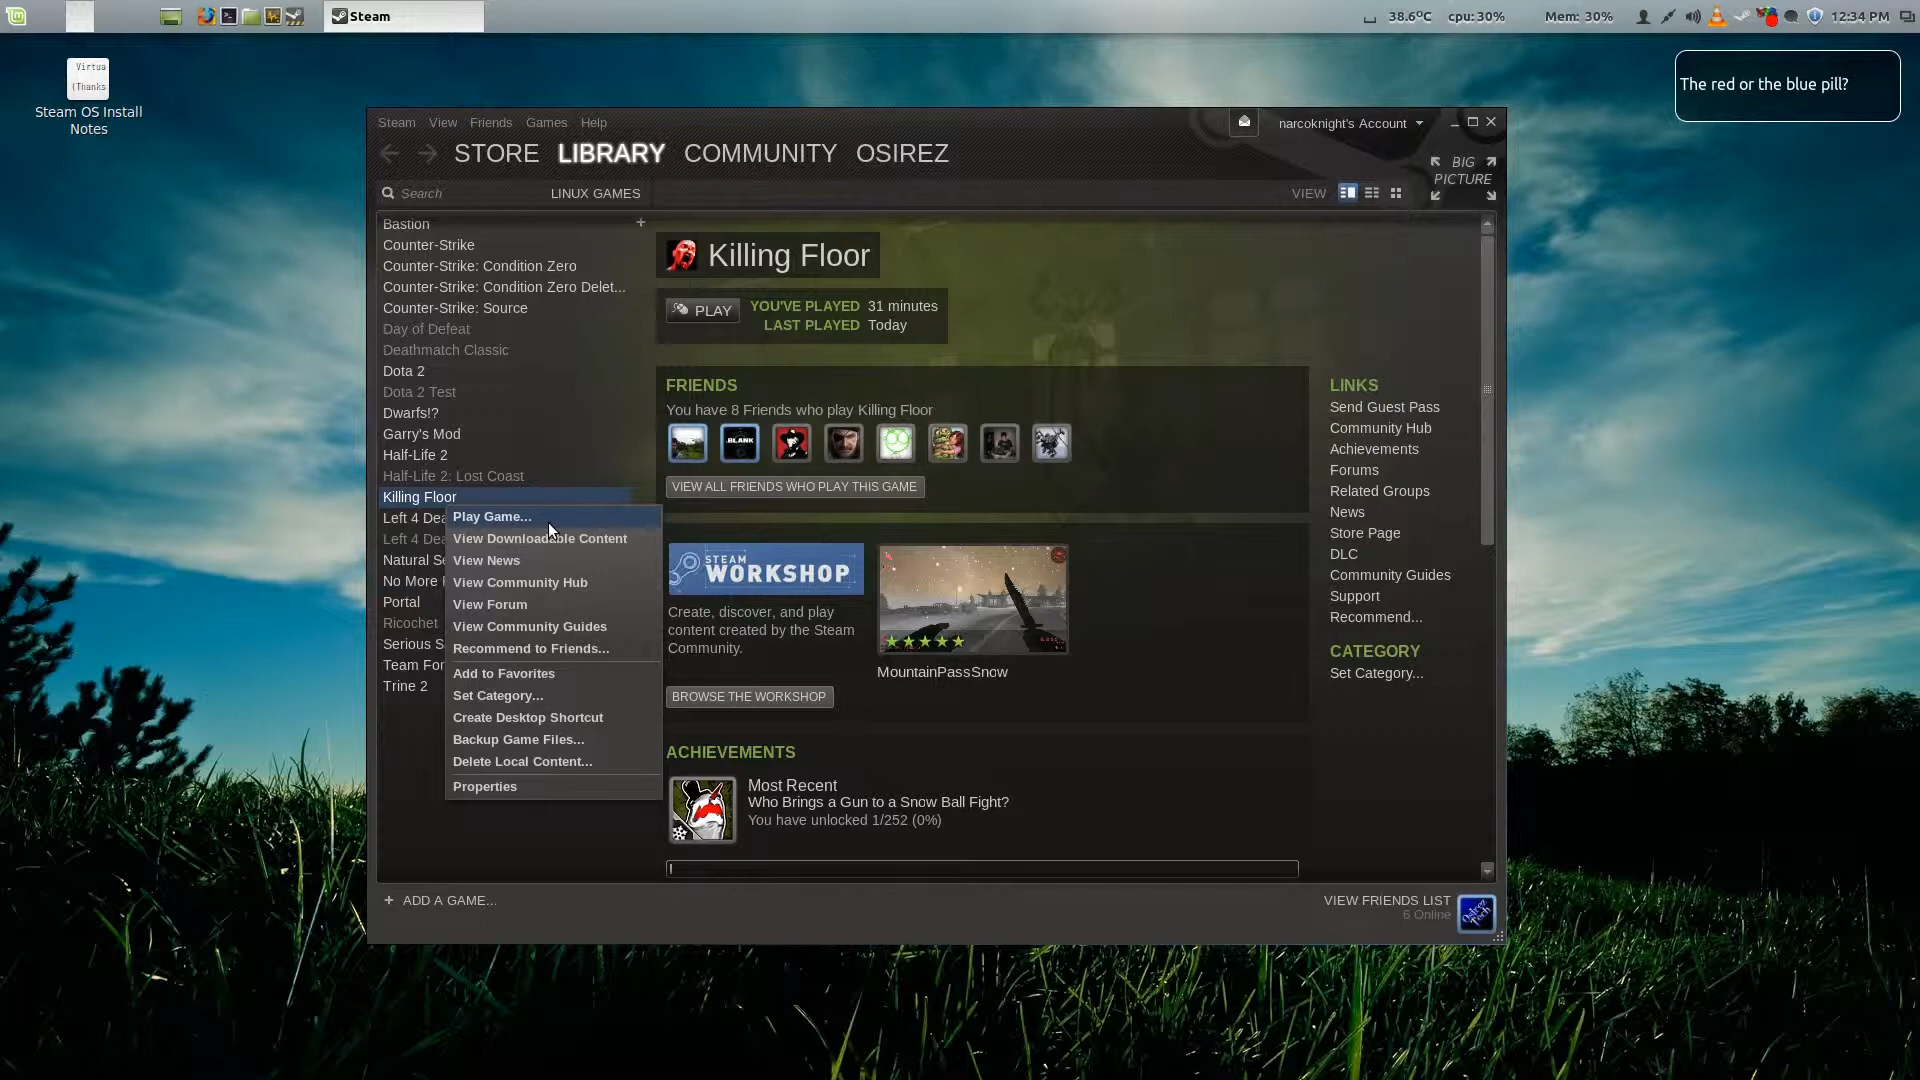 Steam
38.6ºC
cpu: 30%
Mem: 30%
12:34 PM
Virtua
(Thanks
Steam OS Install
Notes
The red or the blue pill?
Steam View Friends Games Help
narcoknight's Account
STORE LIBRARY COMMUNITY OSIREZ
BIG
PICTURE
Search
LINUX GAMES
VIEW
Bastion
Counter-Strike
Counter-Strike: Condition Zero
Counter-Strike: Condition Zero Delet...
Counter-Strike: Source
Day of Defeat
Deathmatch Classic
Dota 2
Dota 2 Test
Dwarfs!?
Garry's Mod
Half-Life 2
Half-Life 2: Lost Coast
Killing Floor
Left 4 Dea
Left 4 Dea
Natural Se
No More
Portal
Ricochet
Serious S
Team For
Trine 2
Play Game...
View Downloadable Content
View News
View Community Hub
View Forum
View Community Guides
Recommend to Friends...
Add to Favorites
Set Category...
Create Desktop Shortcut
Backup Game Files...
Delete Local Content...
Properties
Killing Floor
PLAY
YOU'VE PLAYED 31 minutes
LAST PLAYED Today
FRIENDS
You have 8 Friends who play Killing Floor
.BLANK
VIEW ALL FRIENDS WHO PLAY THIS GAME
STEAM
WORKSHOP
Create, discover, and play
content created by the Steam
Community.
BROWSE THE WORKSHOP
MountainPassSnow
ACHIEVEMENTS
Most Recent
Who Brings a Gun to a Snow Ball Fight?
You have unlocked 1/252 (0%)
LINKS
Send Guest Pass
Community Hub
Achievements
Forums
Related Groups
News
Store Page
DLC
Community Guides
Support
Recommend...
CATEGORY
Set Category...
+ ADD A GAME...
VIEW FRIENDS LIST
6 Online
Osirez
Tech